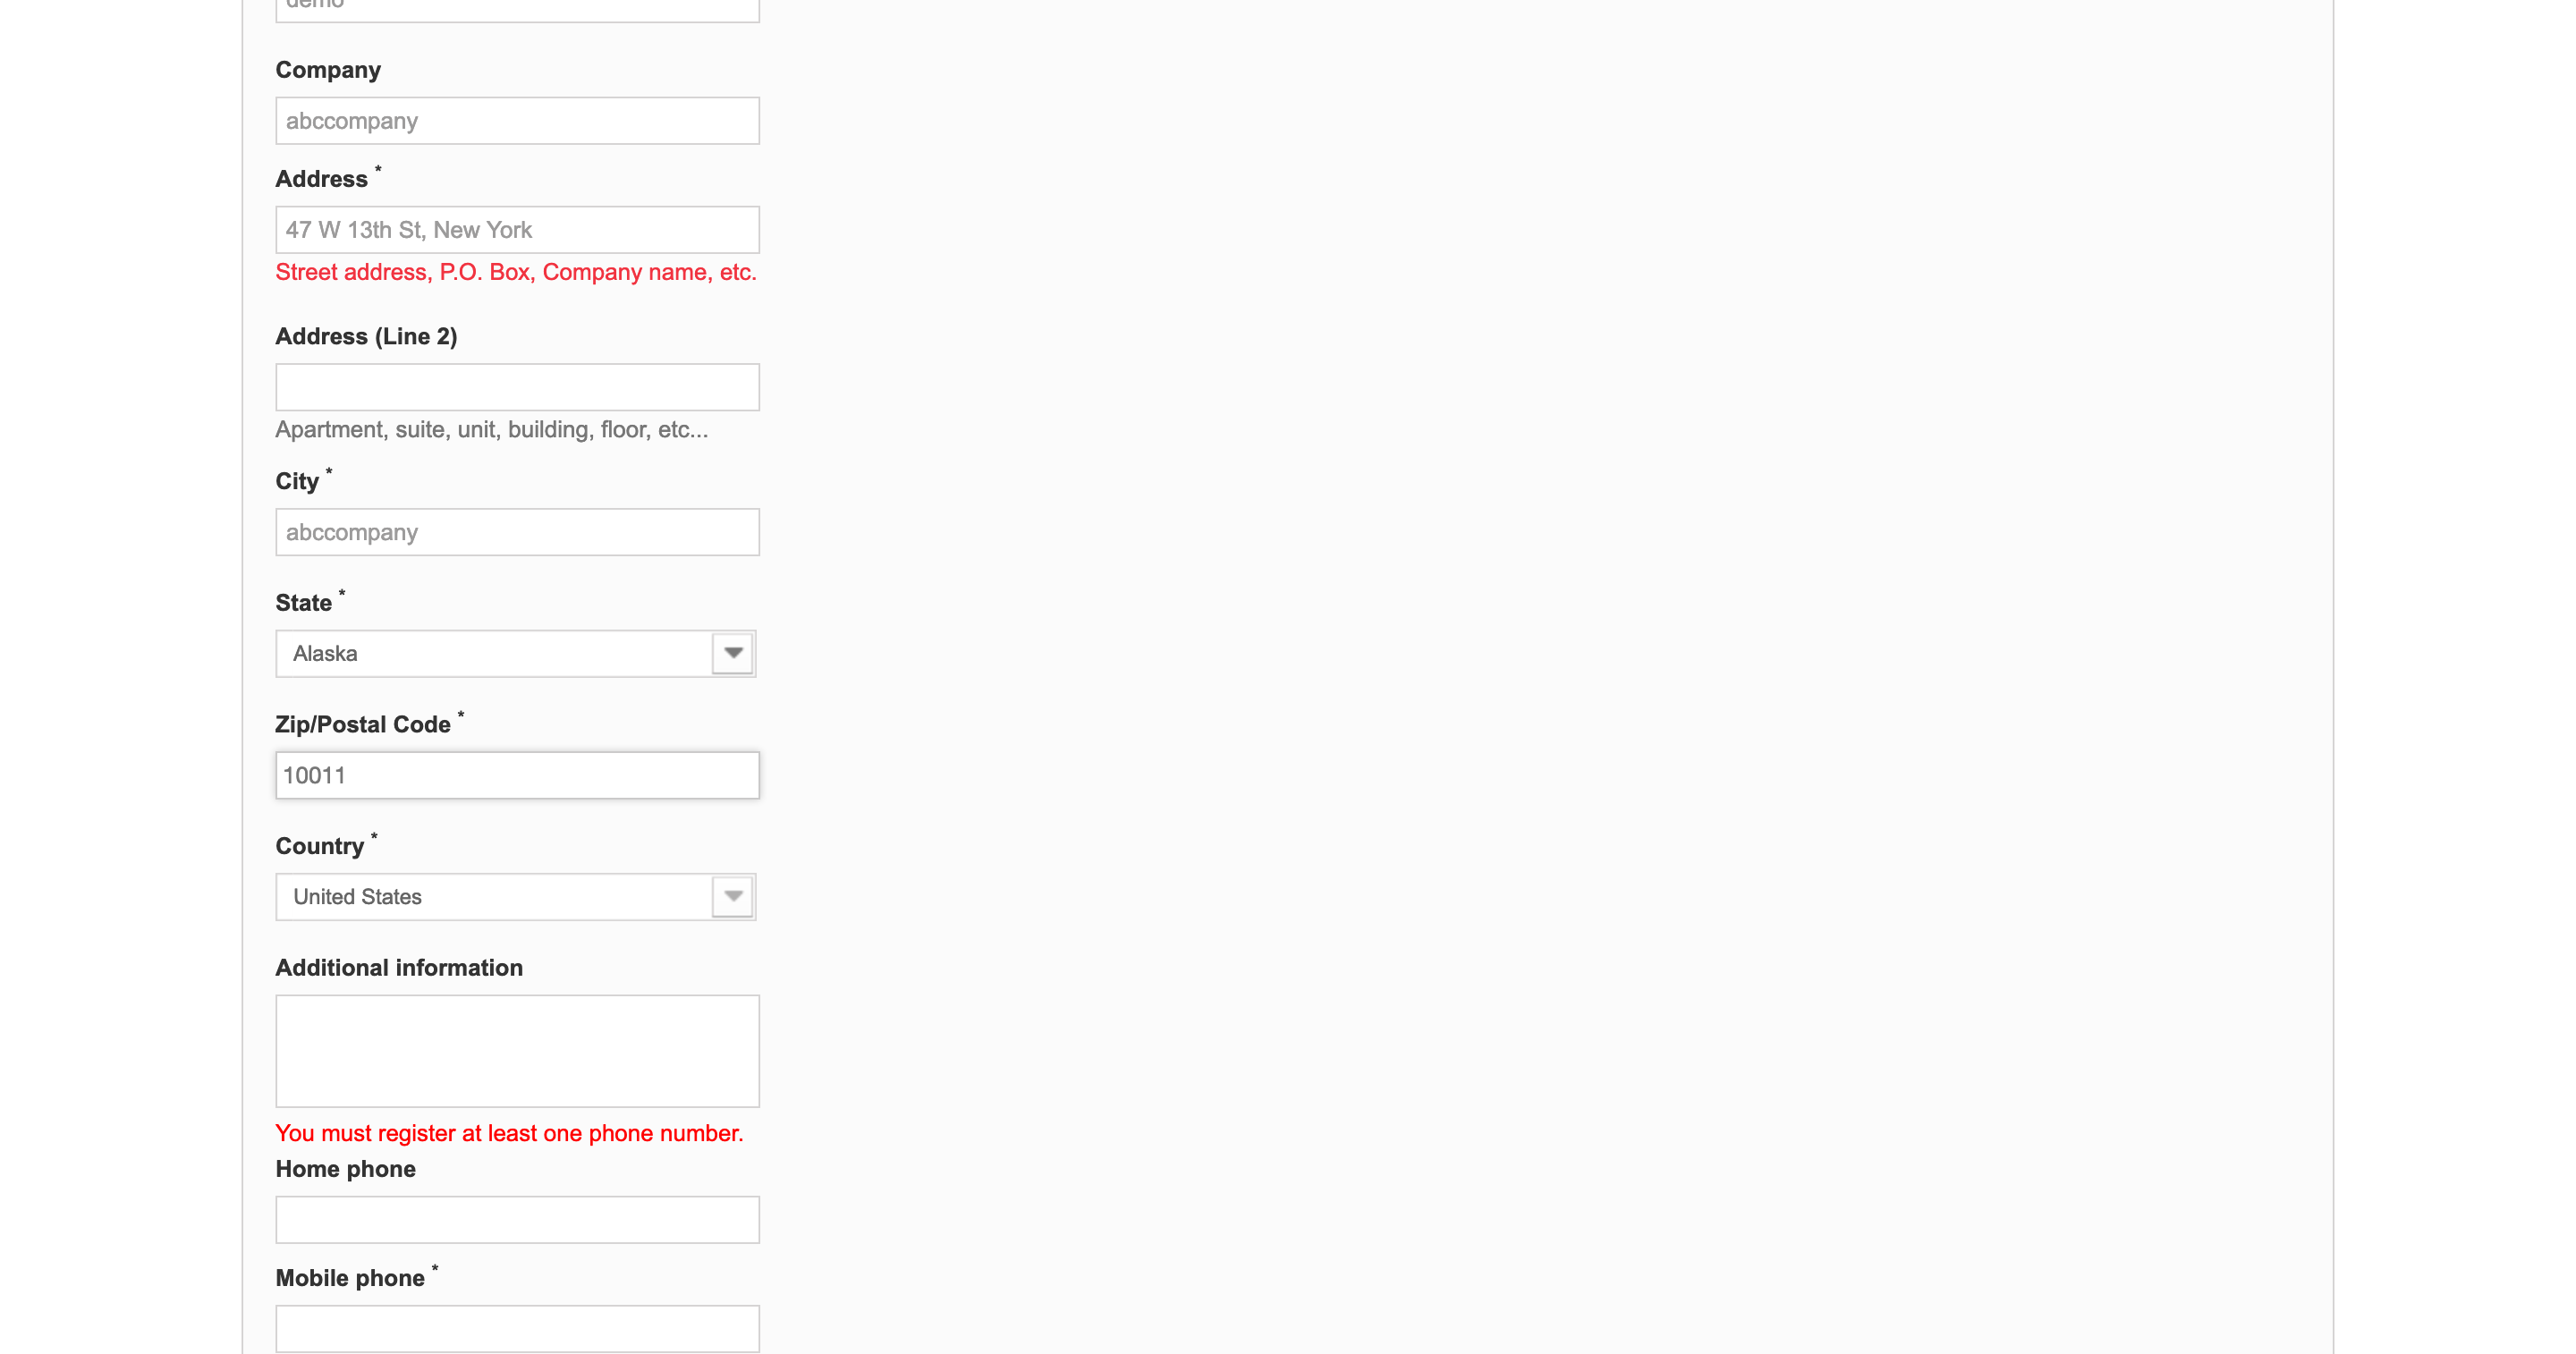 demo
Company
abccompany
Address *
47 W 13th St, New York
Street address, P.O. Box, Company name, etc.
Address (Line 2)
Apartment, suite, unit, building, floor, etc...
City *
abccompany
State *
Alaska
Zip/Postal Code *
10011
Country *
United States
Additional information
You must register at least one phone number.
Home phone
Mobile phone *